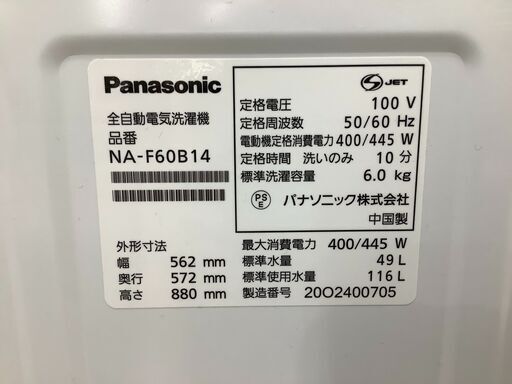 Panasonic
全自動電気洗濯機
品番
NA-F60B14
外形寸法
幅 562 mm
奥行 572 mm
高さ 880 mm
S JET
定格電圧 100 V
定格周波数 50/60 Hz
電動機定格消費電力 400/445 W
定格時間 洗いのみ 10 分
標準洗濯容量 6.0 kg
PS E パナソニック株式会社
中国製
最大消費電力 400/445 W
標準水量 49 L
標準使用水量 116 L
製造番号 20O2400705